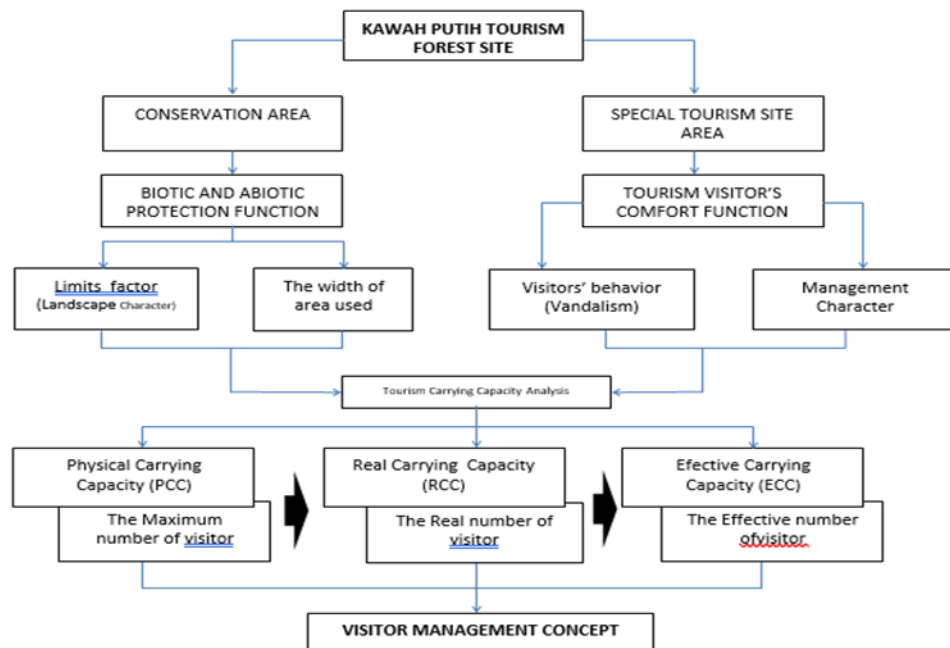 KAWAH PUTIH TOURISM
FOREST SITE
CONSERVATION AREA
SPECIAL TOURISM SITE
AREA
BIOTIC AND ABIOTIC
PROTECTION FUNCTION
TOURISM VISITOR'S
COMFORT FUNCTION
Limits factor
(Landscape Character)
The width of
area used
Visitors' behavior
(Vandalism)
Management
Character
Tourism Carrying Capacity Analysis
Physical Carrying
Capacity (PCC)
The Maximum
number of visitor
Real Carrying Capacity
(RCC)
The Real number of
visitor
Efective Carrying
Capacity (ECC)
The Effective number
ofvisitor
VISITOR MANAGEMENT CONCEPT